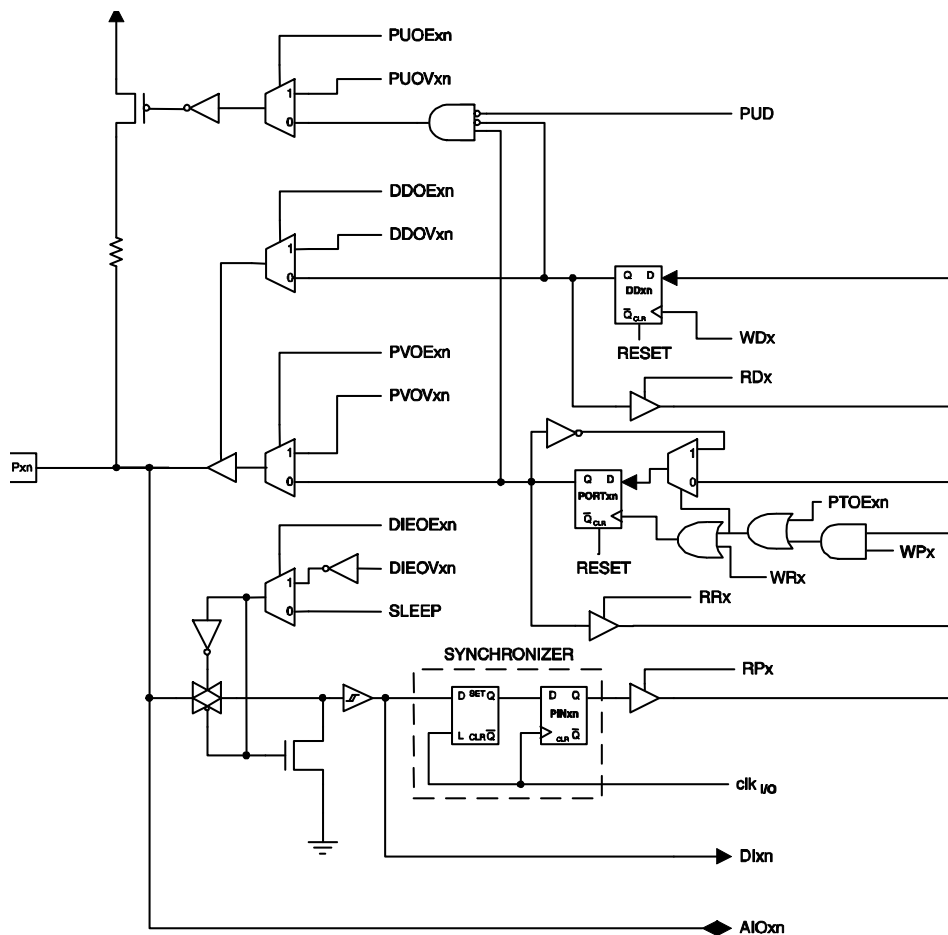 PUOExn
PUOVxn
1
0
PUD
DDOExn
DDOVxn
1
0
Q D
DDxn
Q CLR
WDx
RESET
RDx
PVOExn
PVOVxn
1
0
Pxn
1
0
Q D
PORTxn
Q CLR
PTOExn
WPx
RESET
WRx
RRx
DIEOExn
DIEOVxn
1
0
SLEEP
SYNCHRONIZER
RPx
D SET Q
L CLR Q
D Q
PINxn
CLR Q
clk I/O
DIxn
AIOxn